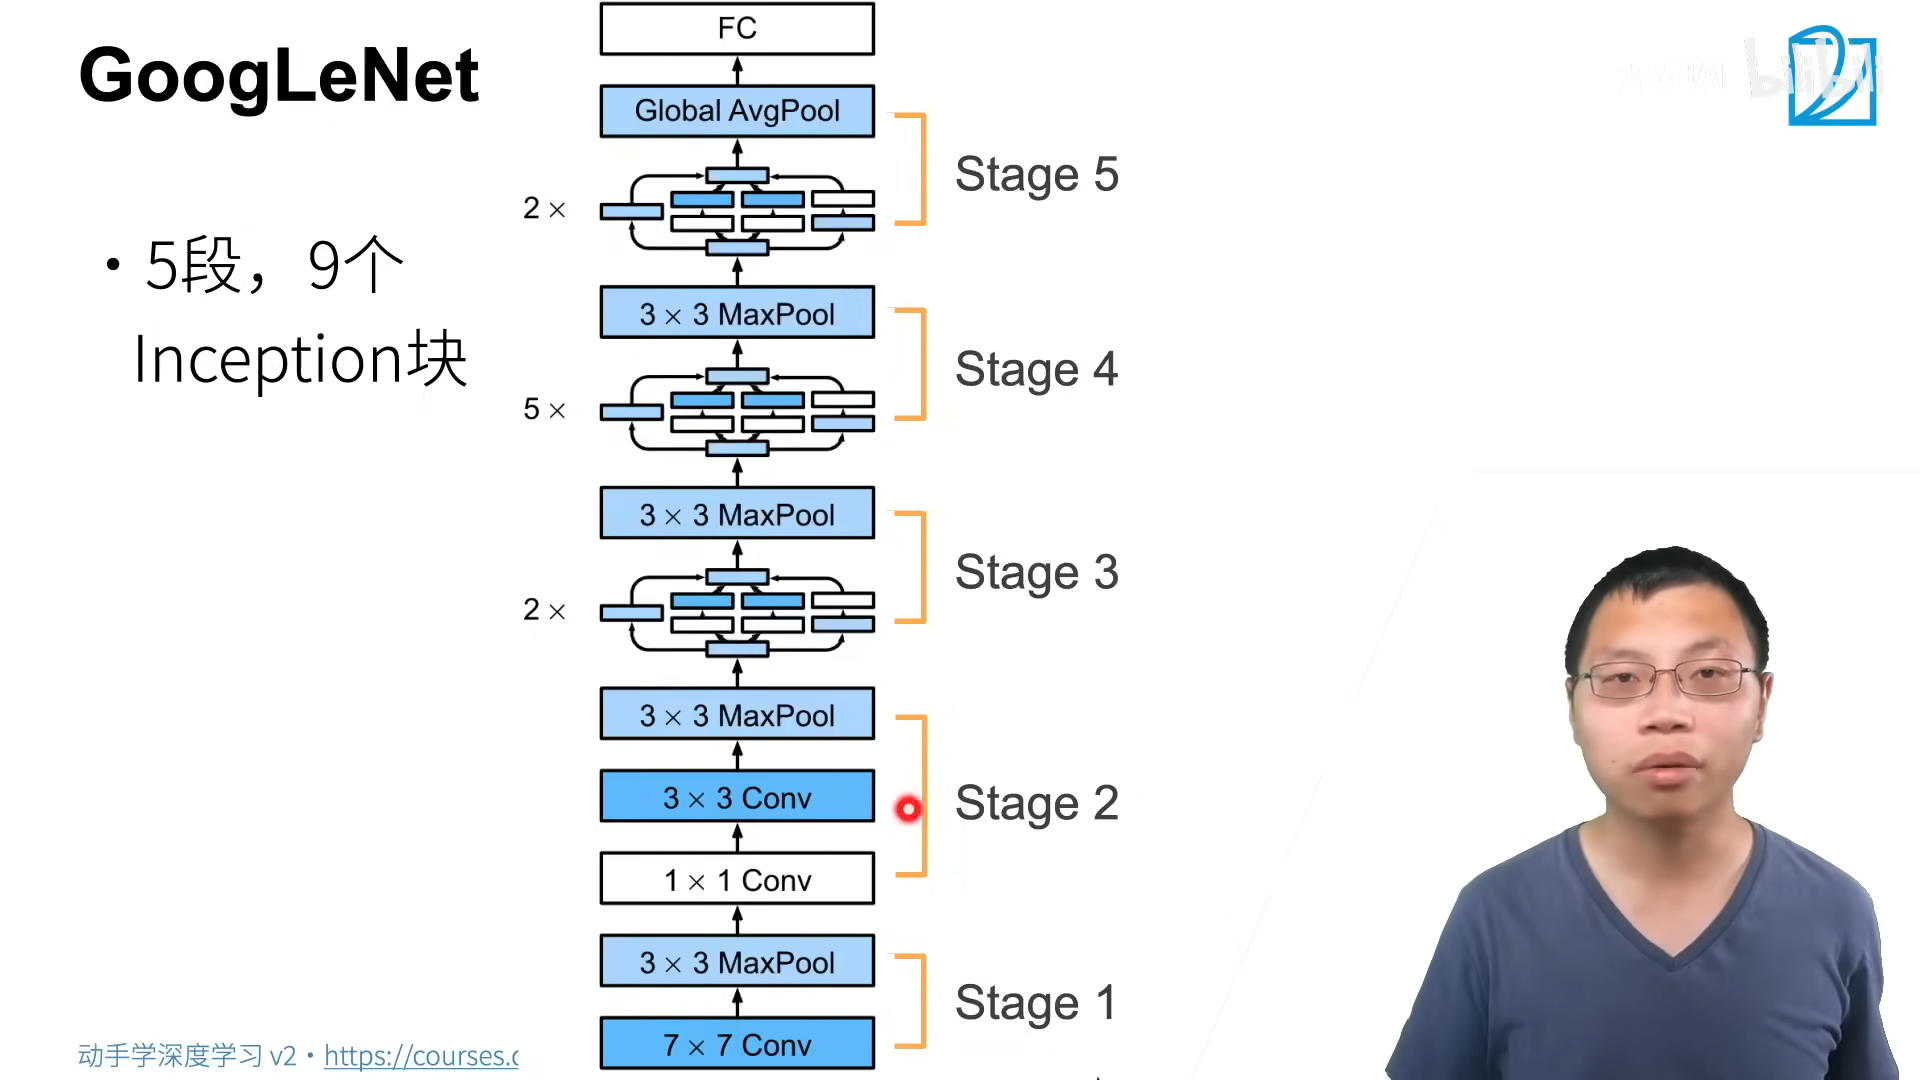 GoogLeNet
• 5段，9个
Inception块
FC
Global AvgPool
Stage 5
2 ×
3 × 3 MaxPool
Stage 4
5 ×
3 × 3 MaxPool
Stage 3
2 ×
3 × 3 MaxPool
3 × 3 Conv
Stage 2
1 × 1 Conv
3 × 3 MaxPool
Stage 1
7 × 7 Conv
动手学深度学习 v2 • https://courses.
bilibili